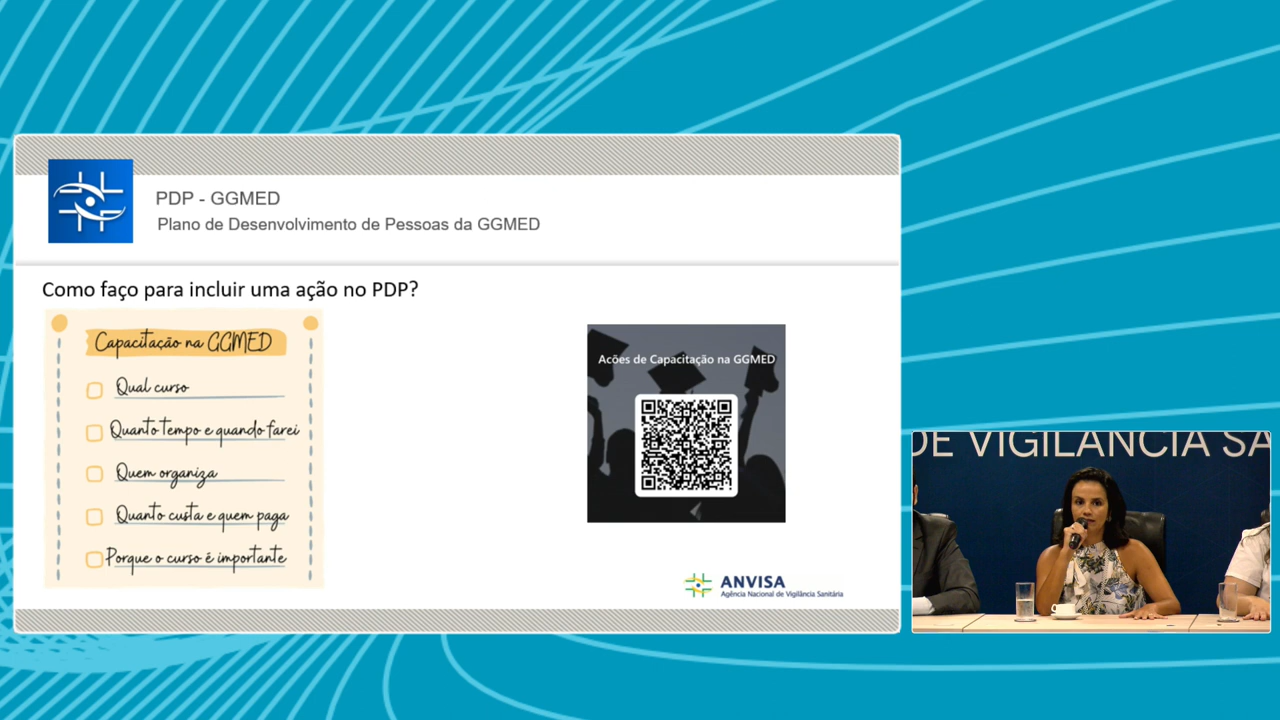 PDP - GGMED
Plano de Desenvolvimento de Pessoas da GGMED
Como faço para incluir uma ação no PDP?
Capacitação na GGMED
Qual curso
Quanto tempo e quando farei
Quem organiza
Quanto custa e quem paga
Porque o curso é importante
Acões de Capacitação na GGMED
ANVISA
Agência Nacional de Vigilância Sanitária
DE VIGILÂNCIA SA